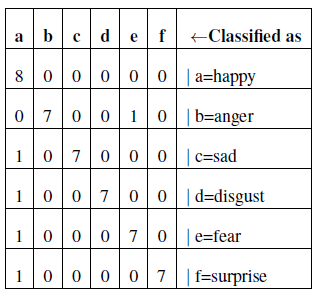 a b c d e f ←Classified as
8 0 0 0 0 0 | a=happy
0 7 0 0 1 0 | b=anger
1 0 7 0 0 0 | c=sad
1 0 0 7 0 0 | d=disgust
1 0 0 0 7 0 | e=fear
1 0 0 0 0 7 | f=surprise